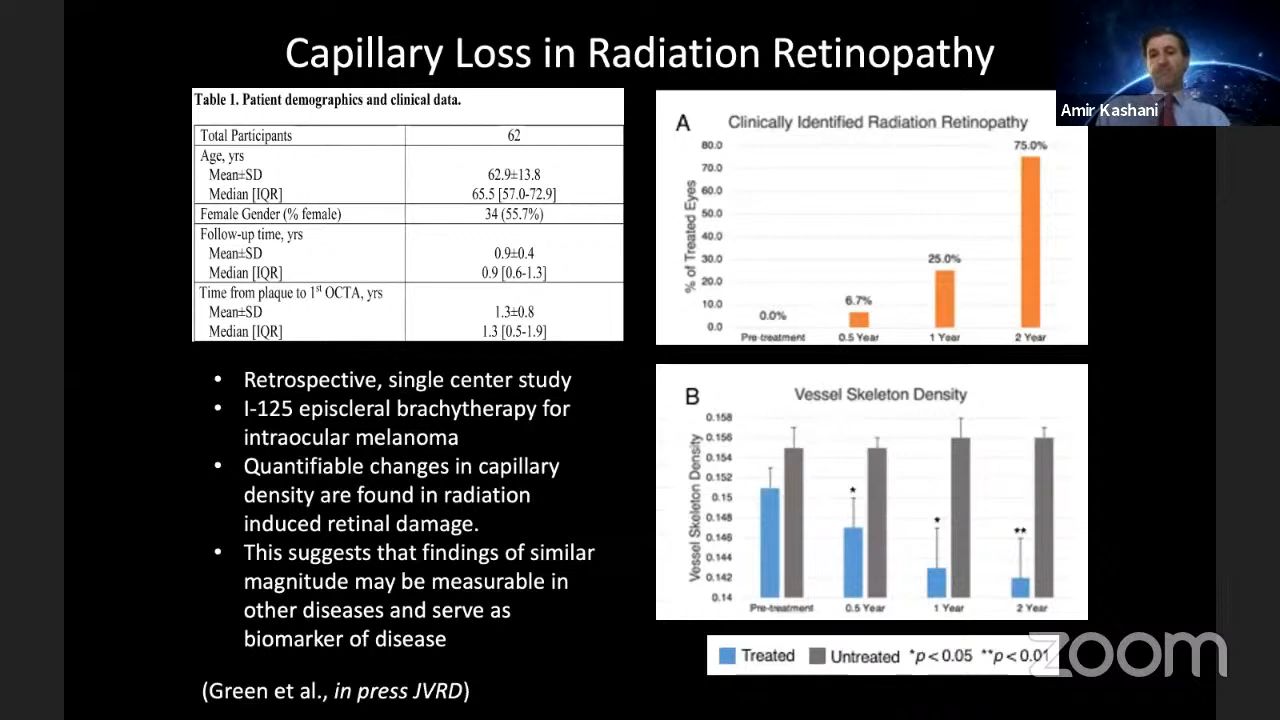 Capillary Loss in Radiation Retinopathy
Amir Kashani
Table 1. Patient demographics and clinical data.
Total Participants 62
Age, yrs
Mean±SD 62.9±13.8
Median [IQR] 65.5 [57.0-72.9]
Female Gender (% female) 34 (55.7%)
Follow-up time, yrs
Mean±SD 0.9±0.4
Median [IQR] 0.9 [0.6-1.3]
Time from plaque to 1st OCTA, yrs
Mean±SD 1.3±0.8
Median [IQR] 1.3 [0.5-1.9]
• Retrospective, single center study
• I-125 episcleral brachytherapy for
intraocular melanoma
• Quantifiable changes in capillary
density are found in radiation
induced retinal damage.
• This suggests that findings of similar
magnitude may be measurable in
other diseases and serve as
biomarker of disease
(Green et al., in press JVRD)
A Clinically Identified Radiation Retinopathy
% of Treated Eyes
80.0
70.0
60.0
50.0
40.0
30.0
20.0
10.0
0.0
0.0% 6.7% 25.0% 75.0%
Pre-treatment 0.5 Year 1 Year 2 Year
B Vessel Skeleton Density
Vessel Skeleton Density
0.158
0.156
0.154
0.152
0.15
0.148
0.146
0.144
0.142
0.14
* * **
Pre-treatment 0.5 Year 1 Year 2 Year
Treated Untreated *p<0.05 **p<0.01
zoom